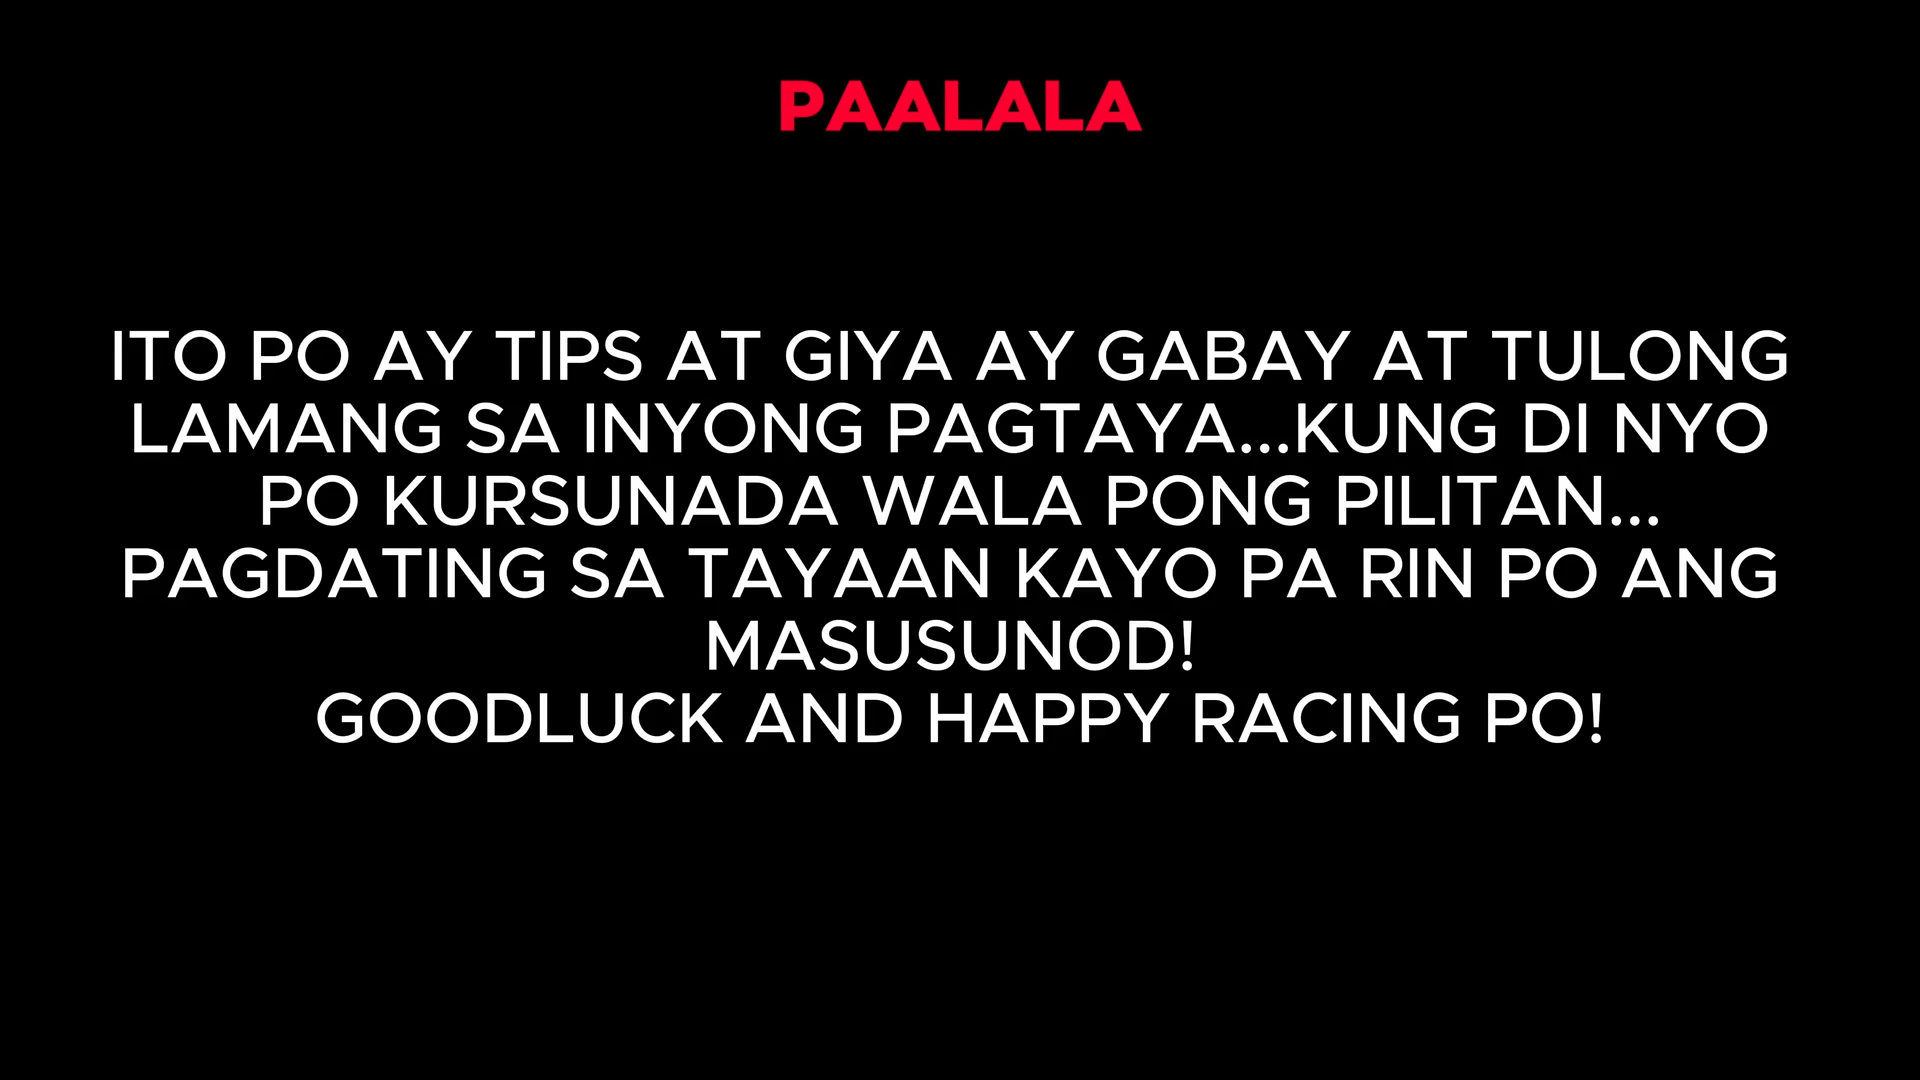 PAALALA
ITO PO AY TIPS AT GIYA AY GABAY AT TULONG
LAMANG SA INYONG PAGTAYA...KUNG DI NYO
PO KURSUNADA WALA PONG PILITAN...
PAGDATING SA TAYAAN KAYO PA RIN PO ANG
MASUSUNOD!
GOODLUCK AND HAPPY RACING PO!